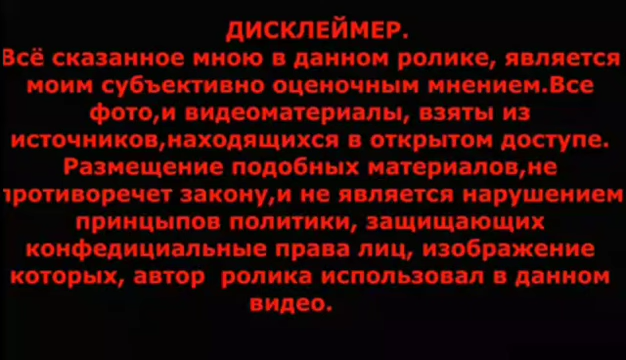 ДИСКЛЕЙМЕР.
Всё сказанное мною в данном ролике, является
моим субъективно оценочным мнением.Все
фото,и видеоматериалы, взяты из
источников,находящихся в открытом доступе.
Размещение подобных материалов,не
противоречет закону,и не является нарушением
принцыпов политики, защищающих
конфедициальные права лиц, изображение
которых, автор ролика использовал в данном
видео.